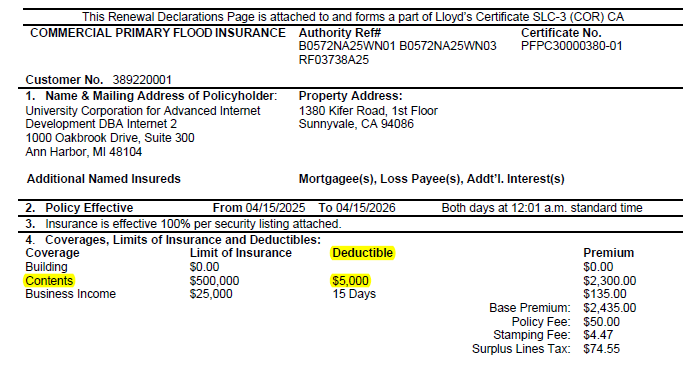 This Renewal Declarations Page is attached to and forms a part of Lloyd's Certificate SLC-3 (COR) CA
COMMERCIAL PRIMARY FLOOD INSURANCE Authority Ref# Certificate No.
B0572NA25WN01 B0572NA25WN03 PFPC30000380-01
RF03738A25
Customer No. 389220001
1. Name & Mailing Address of Policyholder: Property Address:
University Corporation for Advanced Internet 1380 Kifer Road, 1st Floor
Development DBA Internet 2 Sunnyvale, CA 94086
1000 Oakbrook Drive, Suite 300
Ann Harbor, MI 48104
Additional Named Insureds Mortgagee(s), Loss Payee(s), Addt'l. Interest(s)
2. Policy Effective From 04/15/2025 To 04/15/2026 Both days at 12:01 a.m. standard time
3. Insurance is effective 100% per security listing attached.
4. Coverages, Limits of Insurance and Deductibles:
Coverage Limit of Insurance Deductible Premium
Building $0.00 $0.00
Contents $500,000 $5,000 $2,300.00
Business Income $25,000 15 Days $135.00
Base Premium: $2,435.00
Policy Fee: $50.00
Stamping Fee: $4.47
Surplus Lines Tax: $74.55